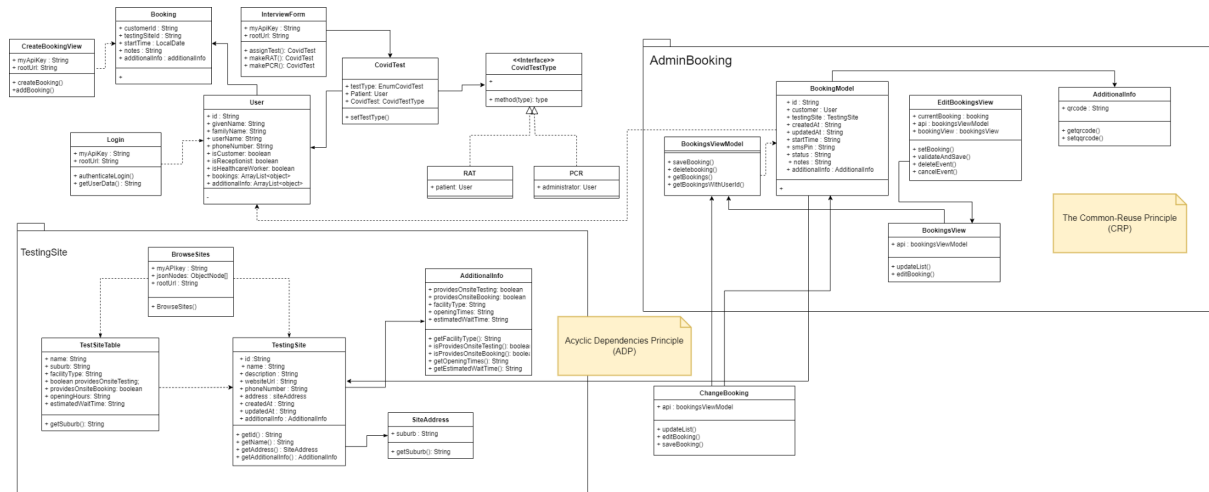 Booking
+ customerId : String
+ testingSiteId : String
+ startTime : LocalDate
+ notes : String
+ additionalInfo : additionalInfo
+
InterviewForm
+ myApiKey : String
+ rootUrl : String
+ assignTest(): CovidTest
+ makeRAT(): CovidTest
+ makePCR(): CovidTest
CreateBookingView
+ myApiKey : String
+ rootUrl: String
+ createBooking()
+ addBooking()
CovidTest
+ testType: EnumCovidTest
+ Patient: User
+ CovidTest: CovidTestType
+ setTestType()
<<Interface>>
CovidTestType
+
+ method(type): type
User
+ id : String
+ givenName: String
+ familyName: String
+ userName: String
+ phoneNumber: String
+ isCustomer: boolean
+ isReceptionist: boolean
+ isHealthcareWorker: boolean
+ bookings: ArrayList<object>
+ additionalInfo: ArrayList<object>
-
Login
+ myApiKey : String
+ rootUrl: String
+ authenticateLogin()
+ getUserData() : String
RAT
+ patient: User
PCR
+ administrator: User
AdminBooking
BookingModel
+ id : String
+ customer : User
+ testingSite : TestingSite
+ createdAt : String
+ updatedAt : String
+ startTime : String
+ smsPin : String
+ status : String
+ notes : String
+ additionalInfo : AdditionalInfo
+
EditBookingsView
+ currentBooking : booking
+ api : bookingsViewModel
+ bookingView : bookingsView
+ setBooking()
+ validateAndSave()
+ deleteEvent()
+ cancelEvent()
AdditionalInfo
+ qrcode : String
+ getqrcode()
+ setqqrcode()
BookingsViewModel
+ saveBooking()
+ deletebooking()
+ getBookings()
+ getBookingsWithUserId()
BookingsView
+ api : bookingsViewModel
+ updateList()
+ editBooking()
The Common-Reuse Principle
(CRP)
TestingSite
BrowseSites
+ myAPIkey : String
+ jsonNodes: ObjectNode[]
+ rootUrl : String
+ BrowseSites()
AdditionalInfo
+ providesOnsiteTesting: boolean
+ providesOnsiteBooking: boolean
+ facilityType: String
+ openingTimes: String
+ estimatedWaitTime: String
+ getFacilityType(): String
+ isProvidesOnsiteTesting(): boolean
+ isProvidesOnsiteBooking(): boole
+ getOpeningTimes(): String
+ getEstimatedWaitTime(): String
Acyclic Dependencies Principle
(ADP)
TestSiteTable
+ name: String
+ suburb: String
+ facilityType: String
+ boolean providesOnsiteTesting;
+ providesOnsiteBooking: boolean
+ openingHours: String
+ estimatedWaitTime: String
+ getSuburb(): String
TestingSite
+ id :String
+ name : String
+ description : String
+ websiteUrl : String
+ phoneNumber : String
+ address : siteAddress
+ createdAt : String
+ updatedAt : String
+ additionalInfo : AdditionalInfo
+ getId() : String
+ getName() : String
+ getAddress() : SiteAddress
+ getAdditionalInfo() : AdditionalInfo
SiteAddress
+ suburb : String
+ getSuburb(): String
ChangeBooking
+ api : bookingsViewModel
+ updateList()
+ editBooking()
+ saveBooking()